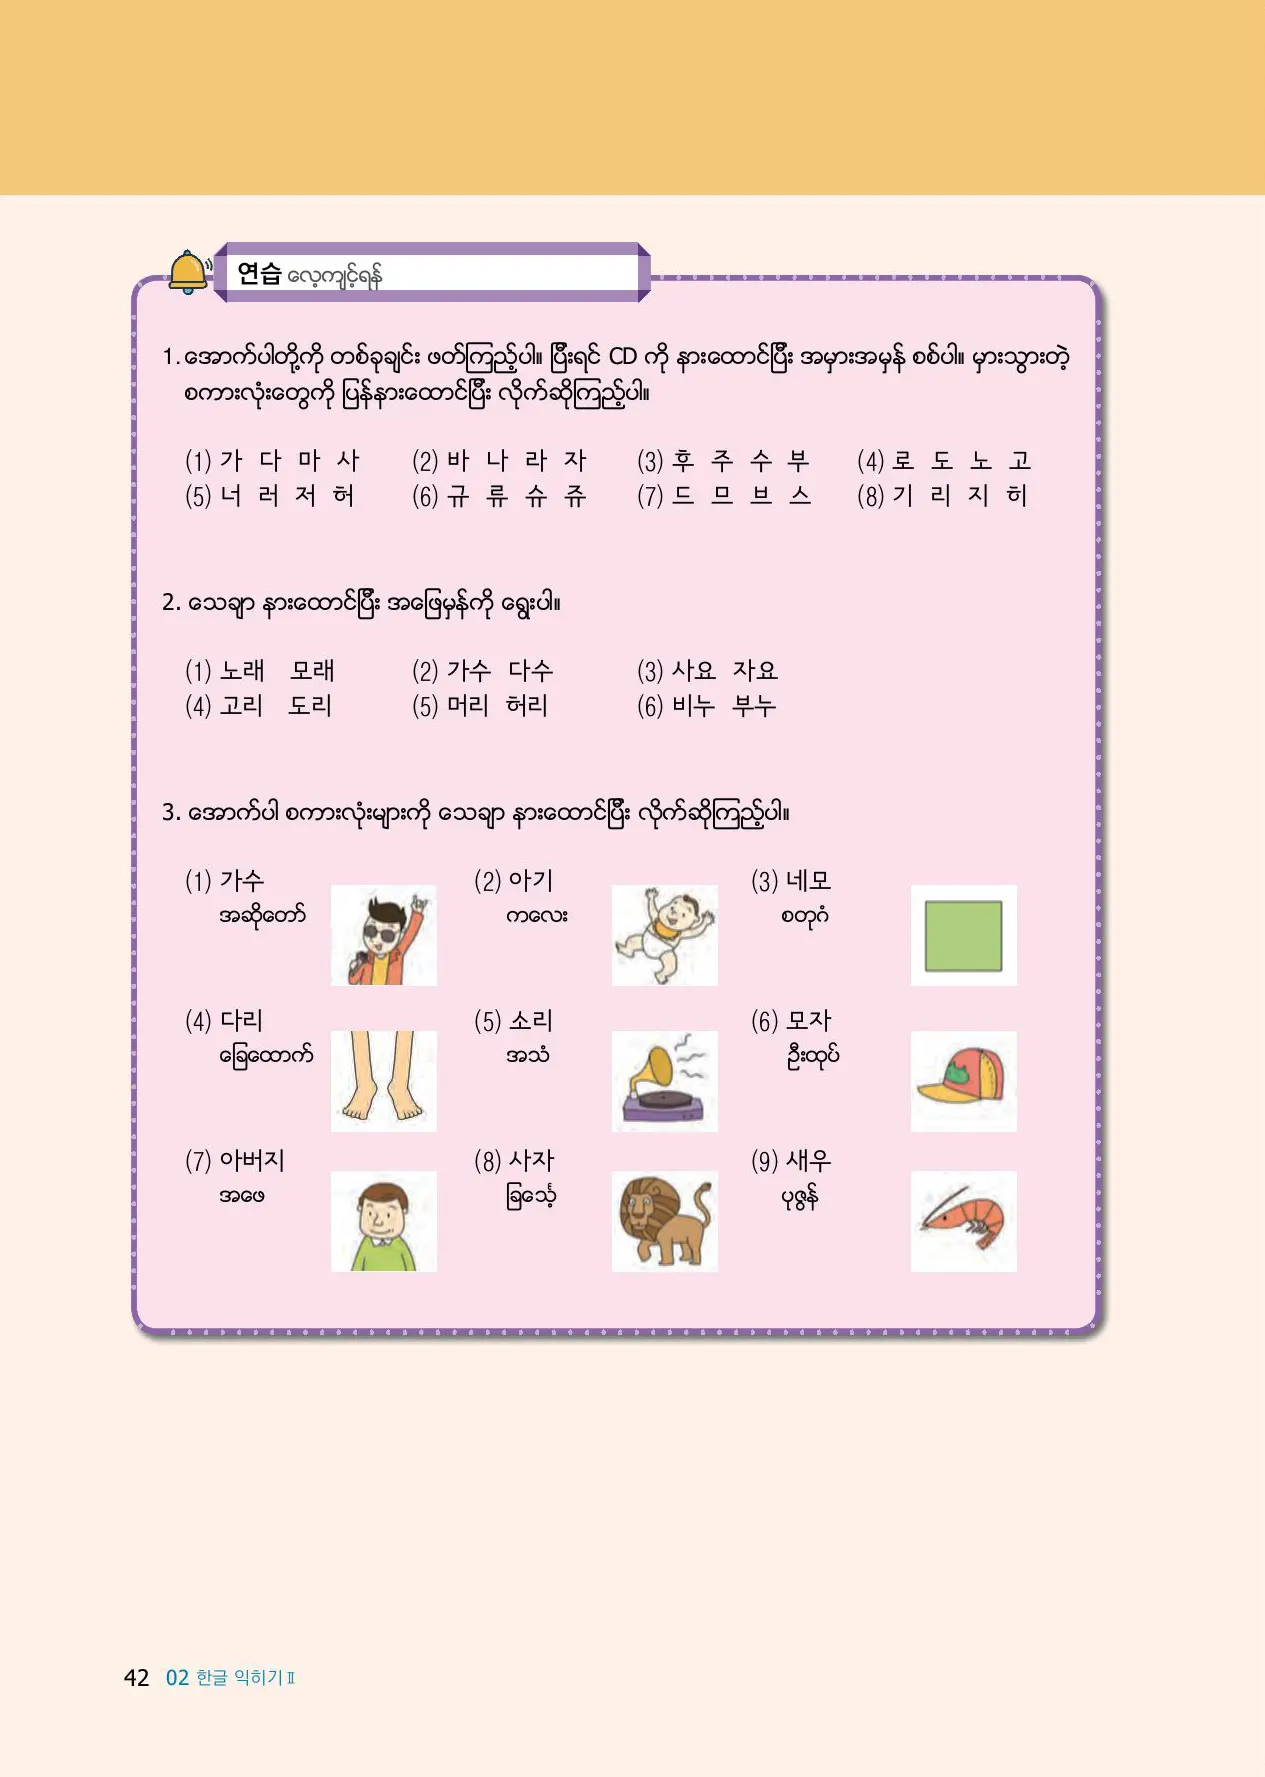 연습 လေ့ကျင့်ရန်
1. အောက်ပါတို့ကို တစ်ခုချင်း ဖတ်ကြည့်ပါ။ ပြီးရင် CD ကို နားထောင်ပြီး အမှားအမှန် စစ်ပါ။ မှားသွားတဲ့
စကားလုံးတွေကို ပြန်နားထောင်ပြီး လိုက်ဆိုကြည့်ပါ။
(1) 가 다 마 사 (2) 바 나 라 자 (3) 후 주 수 부 (4) 로 도 노 고
(5) 너 러 저 허 (6) 규 류 슈 쥬 (7) 드 므 브 스 (8) 기 리 지 히
2. သေချာ နားထောင်ပြီး အဖြေမှန်ကို ရွေးပါ။
(1) 노래 모래 (2) 가수 다수 (3) 사요 자요
(4) 고리 도리 (5) 머리 허리 (6) 비누 부누
3. အောက်ပါ စကားလုံးများကို သေချာ နားထောင်ပြီး လိုက်ဆိုကြည့်ပါ။
(1) 가수 (2) 아기 (3) 네모
အဆိုတော် ကလေး စတုဂံ
(4) 다리 (5) 소리 (6) 모자
ခြေထောက် အသံ ဦးထုပ်
(7) 아버지 (8) 사자 (9) 새우
အဖေ ခြင်္သေ့ ပုဇွန်
42 02 한글 익히기 Ⅱ